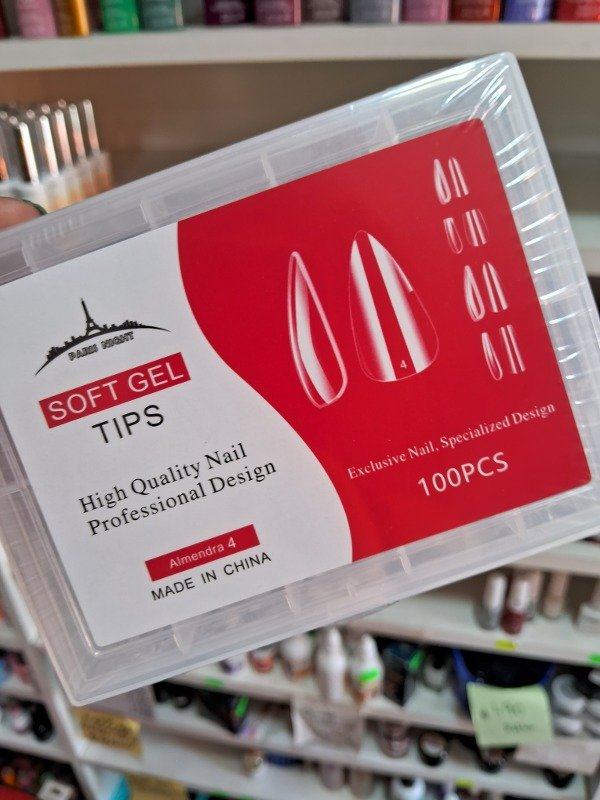 PARIS NIGHT
SOFT GEL
TIPS
High Quality Nail
Professional Design
Almendra 4
MADE IN CHINA
4
Exclusive Nail, Specialized Design
100PCS